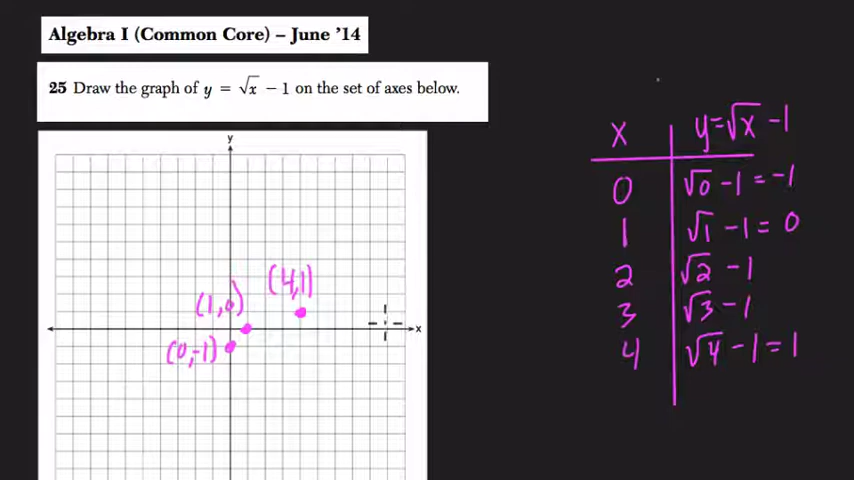 Algebra I (Common Core) – June ’14
25 Draw the graph of y = √x − 1 on the set of axes below.
y
x
(4,1)
(1,0)
(0,-1)
x | y=√x -1
0 | √0 -1 = -1
1 | √1 -1 = 0
2 | √2 -1
3 | √3 -1
4 | √4 -1 = 1